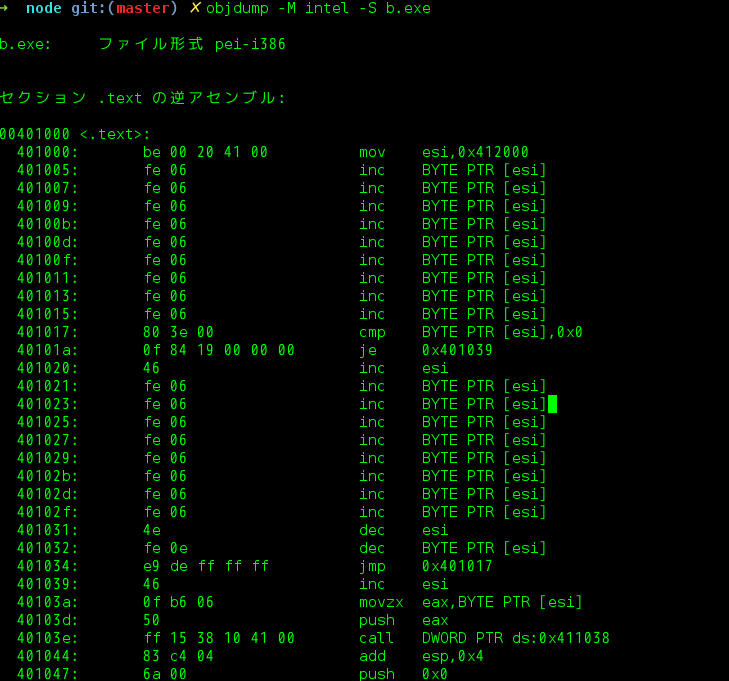 → node git:(master) ✗ objdump -M intel -S b.exe
b.exe:     ファイル形式 pei-i386
セクション .text の逆アセンブル:
00401000 <.text>:
  401000:	be 00 20 41 00       	mov    esi,0x412000
  401005:	fe 06                	inc    BYTE PTR [esi]
  401007:	fe 06                	inc    BYTE PTR [esi]
  401009:	fe 06                	inc    BYTE PTR [esi]
  40100b:	fe 06                	inc    BYTE PTR [esi]
  40100d:	fe 06                	inc    BYTE PTR [esi]
  40100f:	fe 06                	inc    BYTE PTR [esi]
  401011:	fe 06                	inc    BYTE PTR [esi]
  401013:	fe 06                	inc    BYTE PTR [esi]
  401015:	fe 06                	inc    BYTE PTR [esi]
  401017:	80 3e 00             	cmp    BYTE PTR [esi],0x0
  40101a:	0f 84 19 00 00 00    	je     0x401039
  401020:	46                   	inc    esi
  401021:	fe 06                	inc    BYTE PTR [esi]
  401023:	fe 06                	inc    BYTE PTR [esi]
  401025:	fe 06                	inc    BYTE PTR [esi]
  401027:	fe 06                	inc    BYTE PTR [esi]
  401029:	fe 06                	inc    BYTE PTR [esi]
  40102b:	fe 06                	inc    BYTE PTR [esi]
  40102d:	fe 06                	inc    BYTE PTR [esi]
  40102f:	fe 06                	inc    BYTE PTR [esi]
  401031:	4e                   	dec    esi
  401032:	fe 0e                	dec    BYTE PTR [esi]
  401034:	e9 de ff ff ff       	jmp    0x401017
  401039:	46                   	inc    esi
  40103a:	0f b6 06             	movzx  eax,BYTE PTR [esi]
  40103d:	50                   	push   eax
  40103e:	ff 15 38 10 41 00    	call   DWORD PTR ds:0x411038
  401044:	83 c4 04             	add    esp,0x4
  401047:	6a 00                	push   0x0